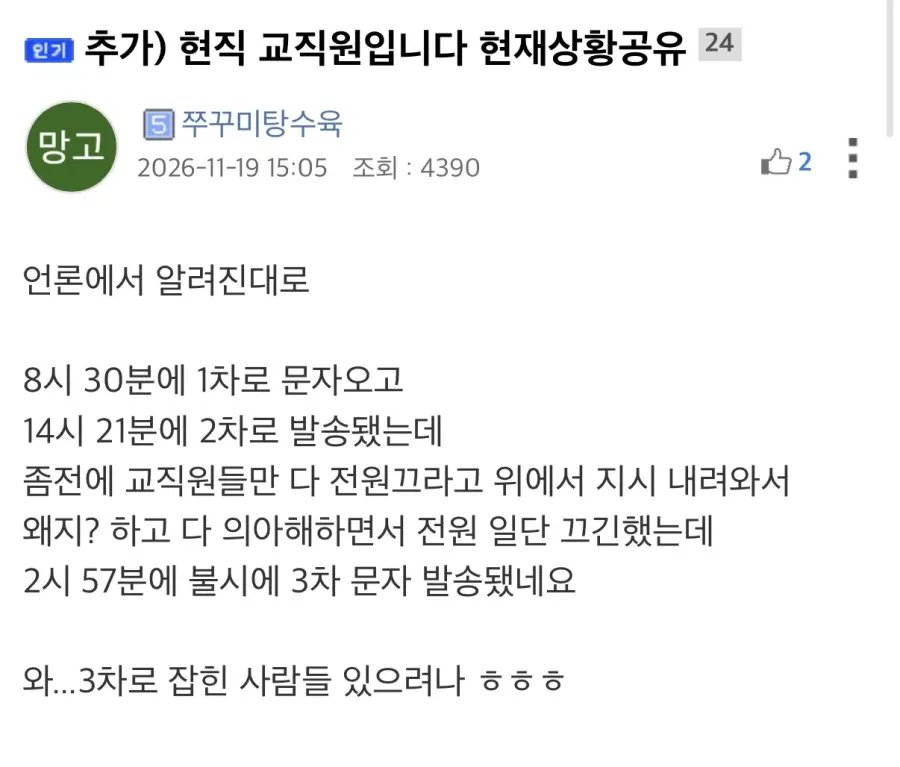 인기 추가) 현직 교직원입니다 현재상황공유 24
망고
5 쭈꾸미탕수육
2026-11-19 15:05 조회 : 4390
2
언론에서 알려진대로
8시 30분에 1차로 문자오고
14시 21분에 2차로 발송됐는데
좀전에 교직원들만 다 전원끄라고 위에서 지시 내려와서
왜지? 하고 다 의아해하면서 전원 일단 끄긴했는데
2시 57분에 불시에 3차 문자 발송됐네요
와...3차로 잡힌 사람들 있으려나 ㅎㅎㅎ